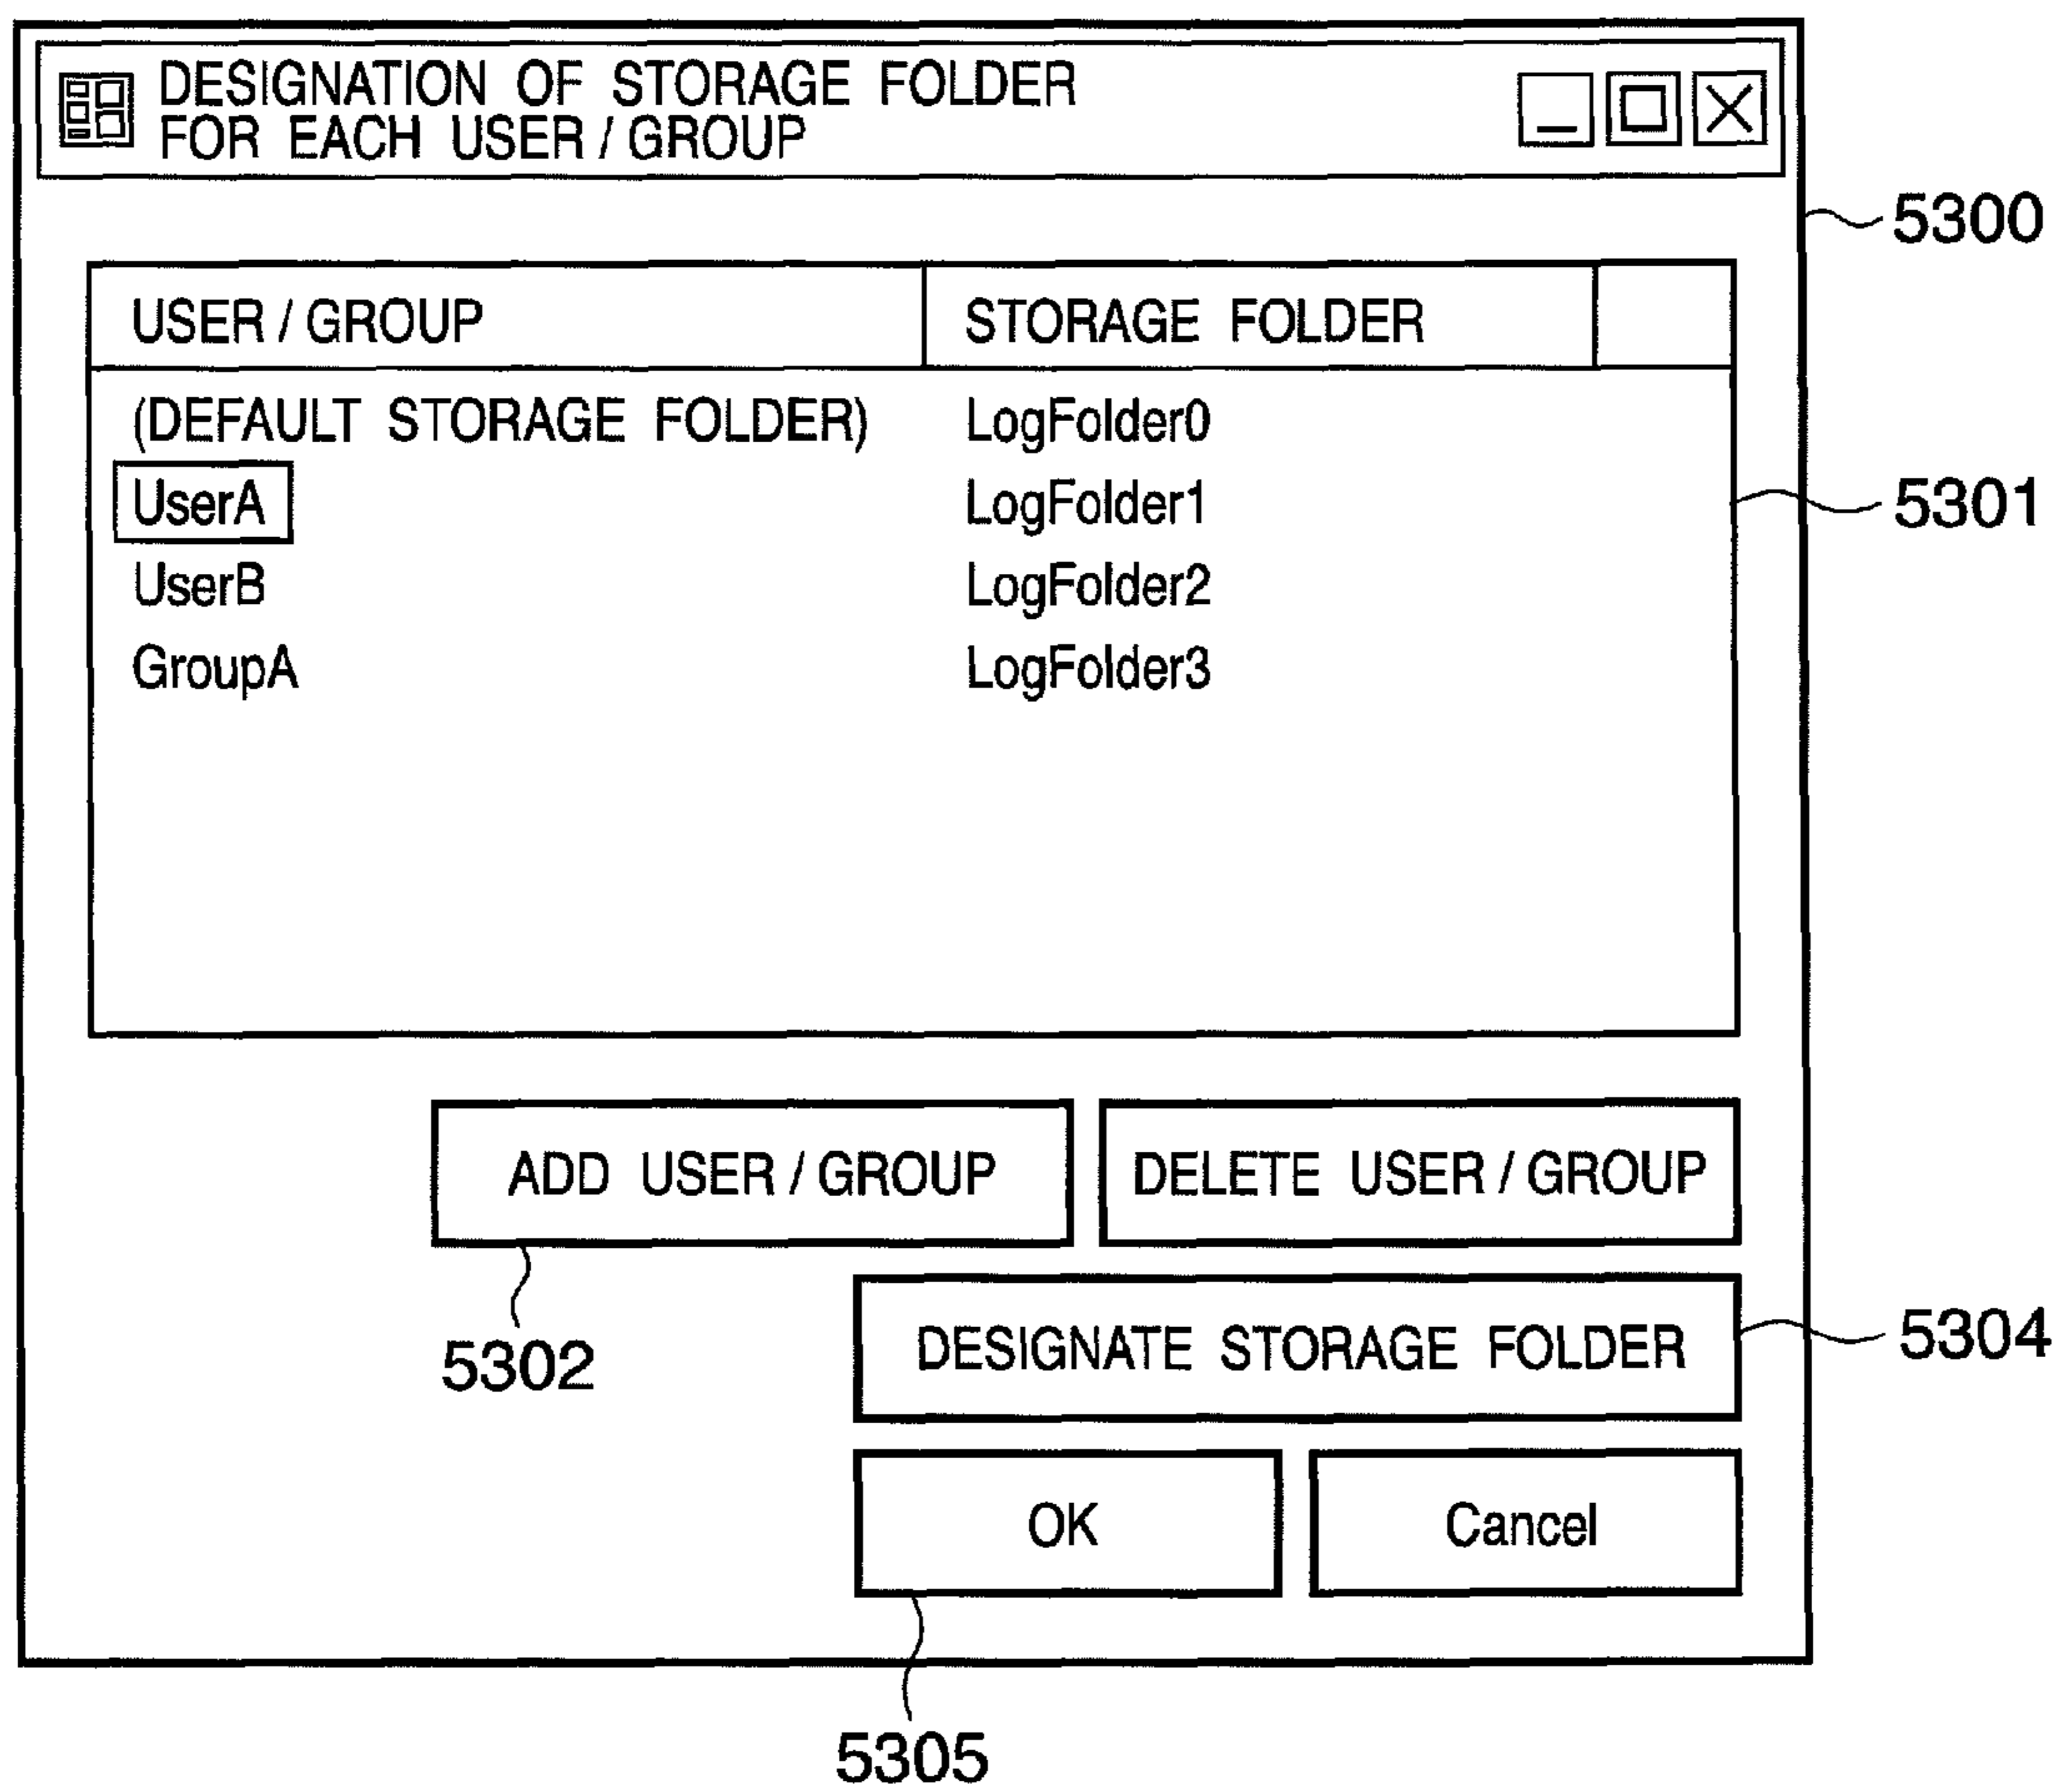 DESIGNATION OF STORAGE FOLDER
FOR EACH USER / GROUP
5300
USER / GROUP STORAGE FOLDER
(DEFAULT STORAGE FOLDER) LogFolder0
UserA LogFolder1
5301
UserB LogFolder2
GroupA LogFolder3
ADD USER / GROUP DELETE USER / GROUP
5302
DESIGNATE STORAGE FOLDER
5304
OK Cancel
5305